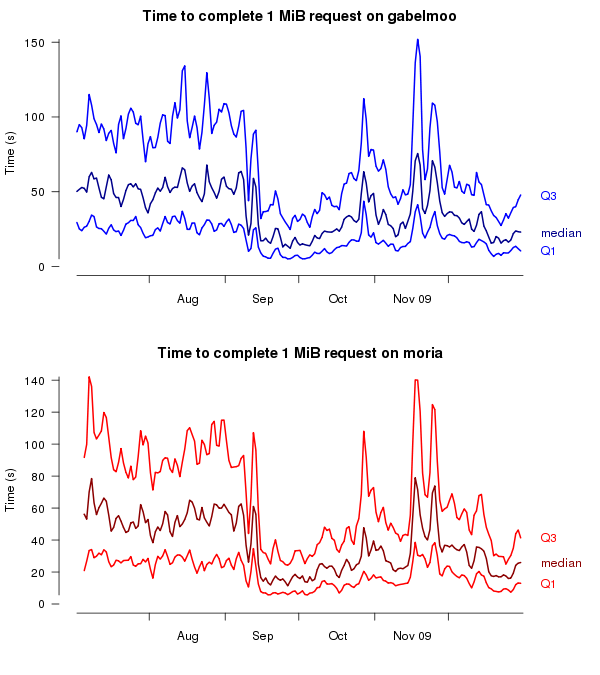 Time to complete 1 MiB request on gabelmoo
150
100
50
0
Time (s)
Q3
median
Q1
Aug Sep Oct Nov 09
Time to complete 1 MiB request on moria
140
120
100
80
60
40
20
0
Time (s)
Q3
median
Q1
Aug Sep Oct Nov 09